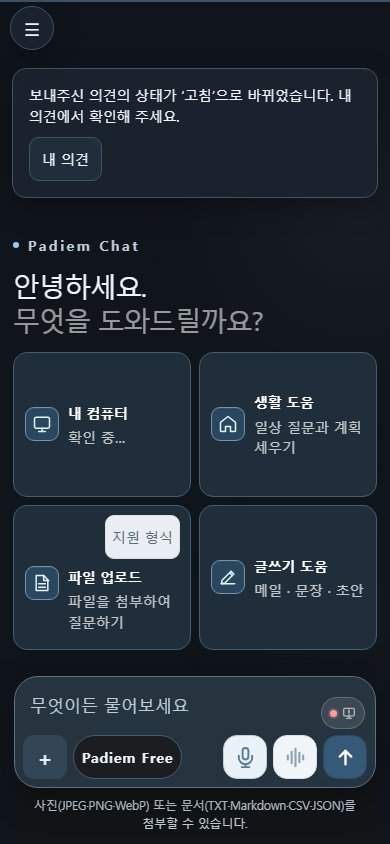 보내주신 의견의 상태가 ‘고침’으로 바뀌었습니다. 내
의견에서 확인해 주세요.
내 의견
Padiem Chat
안녕하세요.
무엇을 도와드릴까요?
내 컴퓨터
확인 중...
생활 도움
일상 질문과 계획
세우기
지원 형식
파일 업로드
파일을 첨부하여
질문하기
글쓰기 도움
메일 · 문장 · 초안
무엇이든 물어보세요
+
Padiem Free
사진(JPEG·PNG·WebP) 또는 문서(TXT·Markdown·CSV·JSON)를
첨부할 수 있습니다.